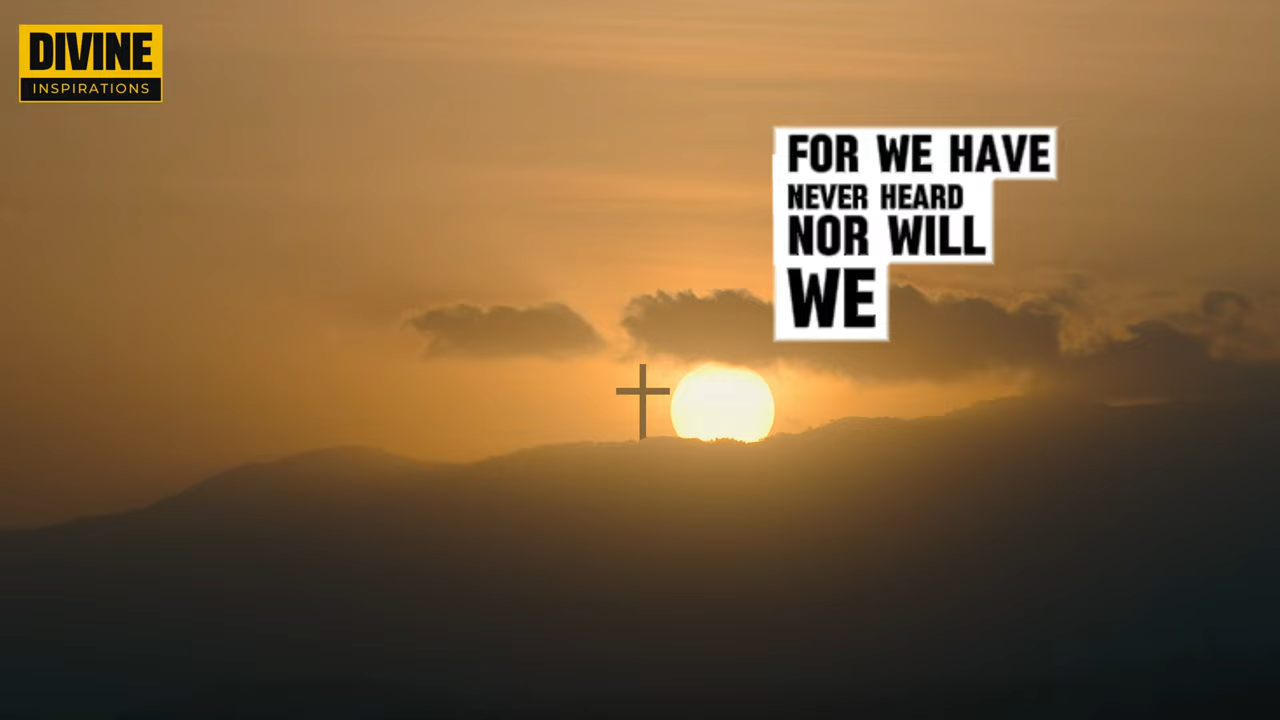 DIVINE
INSPIRATIONS
FOR WE HAVE
NEVER HEARD
NOR WILL
WE